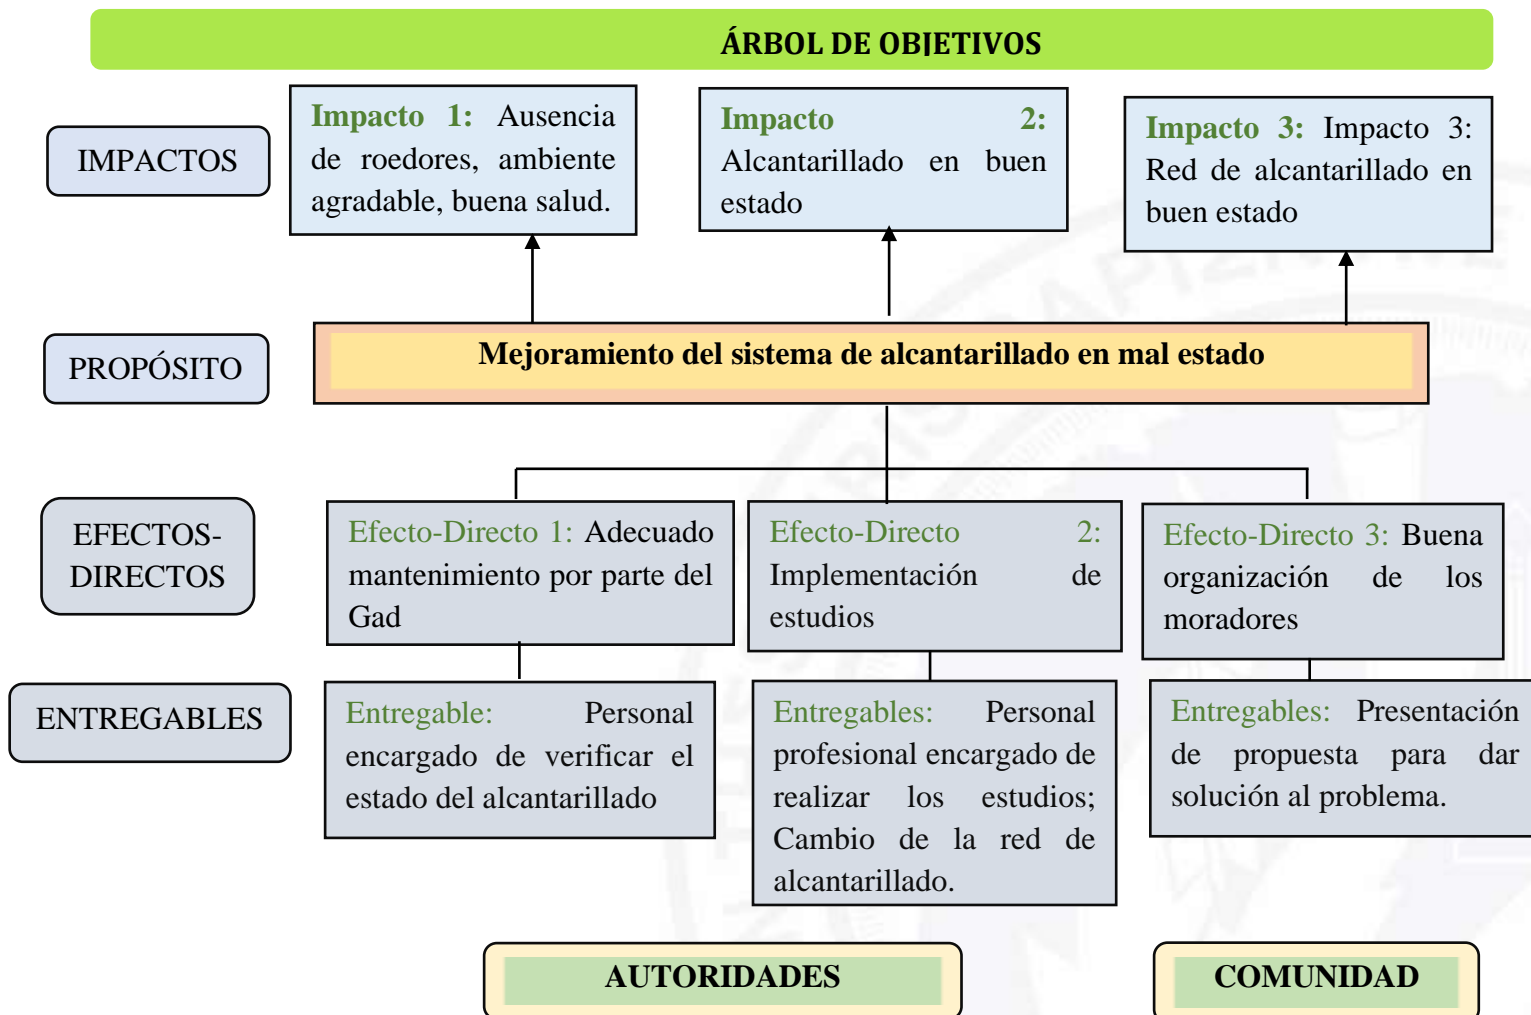 ÁRBOL DE OBJETIVOS
IMPACTOS
Impacto 1: Ausencia
de roedores, ambiente
agradable, buena salud.
Impacto 2:
Alcantarillado en buen
estado
Impacto 3: Impacto 3:
Red de alcantarillado en
buen estado
PROPÓSITO
Mejoramiento del sistema de alcantarillado en mal estado
EFECTOS-
DIRECTOS
Efecto-Directo 1: Adecuado
mantenimiento por parte del
Gad
Efecto-Directo 2:
Implementación de
estudios
Efecto-Directo 3: Buena
organización de los
moradores
ENTREGABLES
Entregable: Personal
encargado de verificar el
estado del alcantarillado
Entregables: Personal
profesional encargado de
realizar los estudios;
Cambio de la red de
alcantarillado.
Entregables: Presentación
de propuesta para dar
solución al problema.
AUTORIDADES
COMUNIDAD